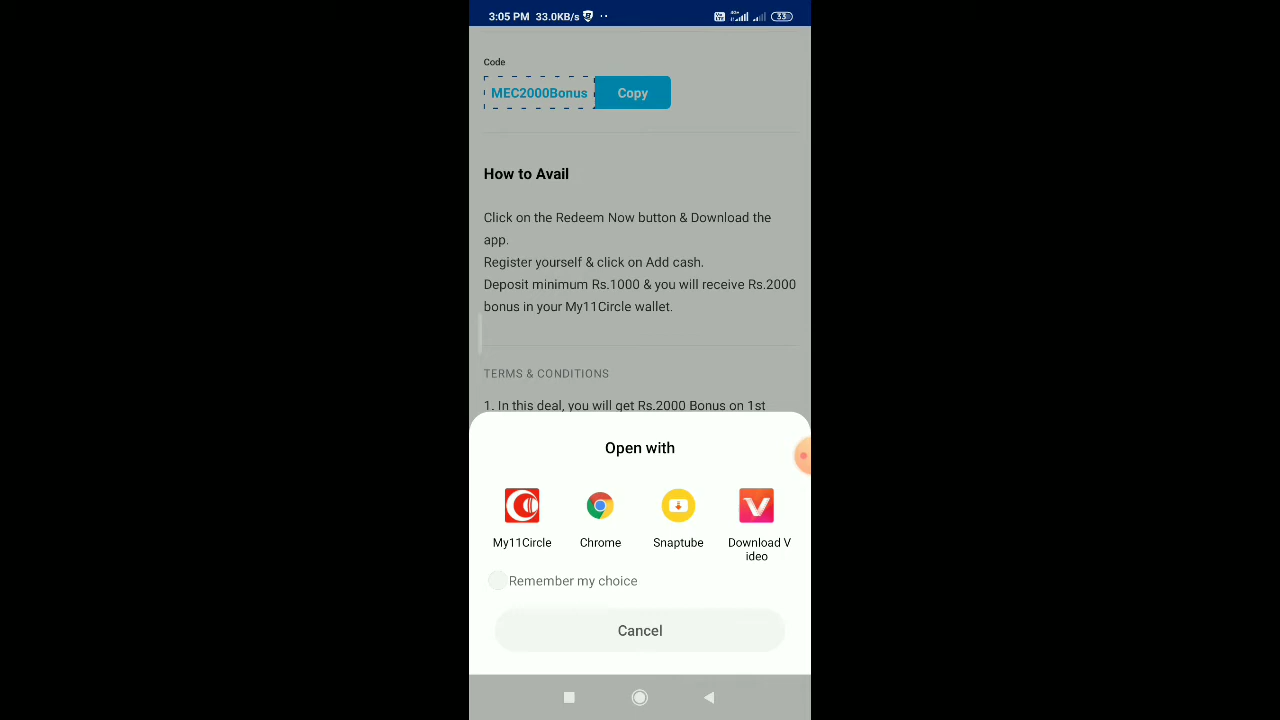 3:05 PM 33.0KB/s
33
Code
MEC2000Bonus Copy
How to Avail
Click on the Redeem Now button & Download the
app.
Register yourself & click on Add cash.
Deposit minimum Rs.1000 & you will receive Rs.2000
bonus in your My11Circle wallet.
TERMS & CONDITIONS
1. In this deal, you will get Rs.2000 Bonus on 1st
Open with
My11Circle Chrome Snaptube Download V
ideo
Remember my choice
Cancel